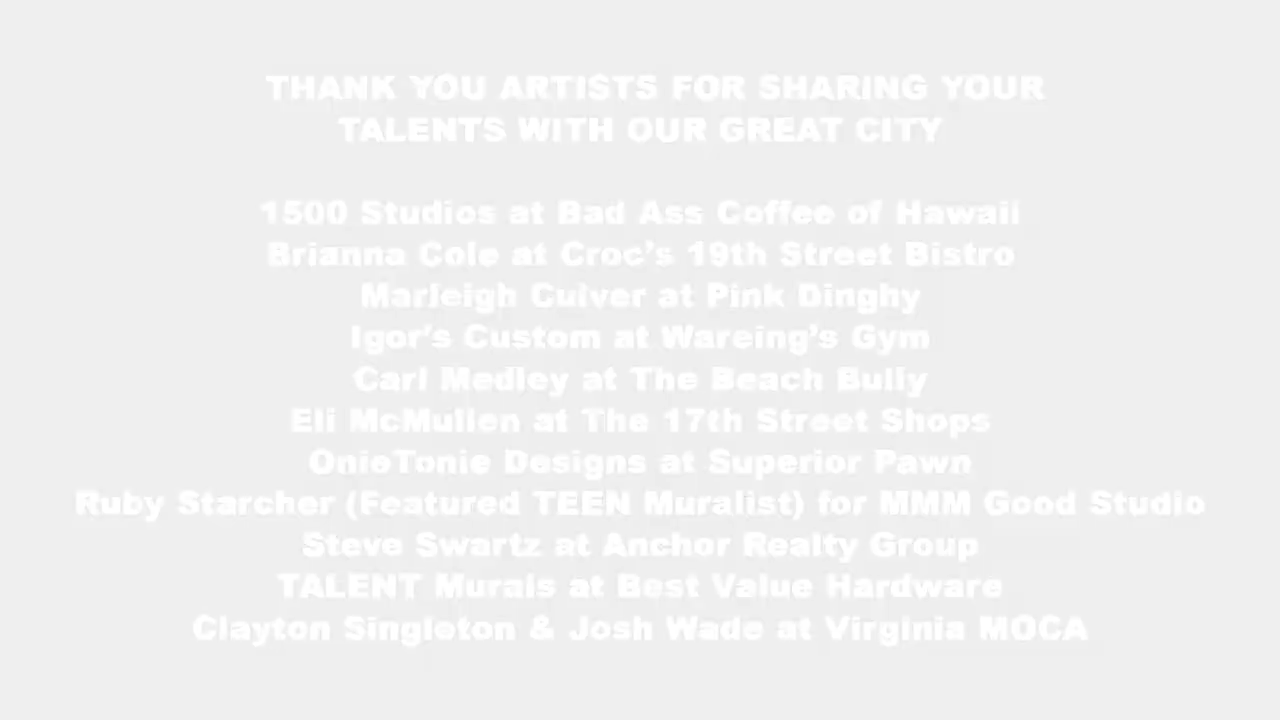 THANK YOU ARTISTS FOR SHARING YOUR
TALENTS WITH OUR GREAT CITY
1500 Studios at Bad Ass Coffee of Hawaii
Brianna Cole at Croc’s 19th Street Bistro
Marleigh Culver at Pink Dinghy
Igor’s Custom at Wareing’s Gym
Carl Medley at The Beach Bully
Eli McMullen at The 17th Street Shops
OnieTonie Designs at Superior Pawn
Ruby Starcher (Featured TEEN Muralist) for MMM Good Studio
Steve Swartz at Anchor Realty Group
TALENT Murals at Best Value Hardware
Clayton Singleton & Josh Wade at Virginia MOCA